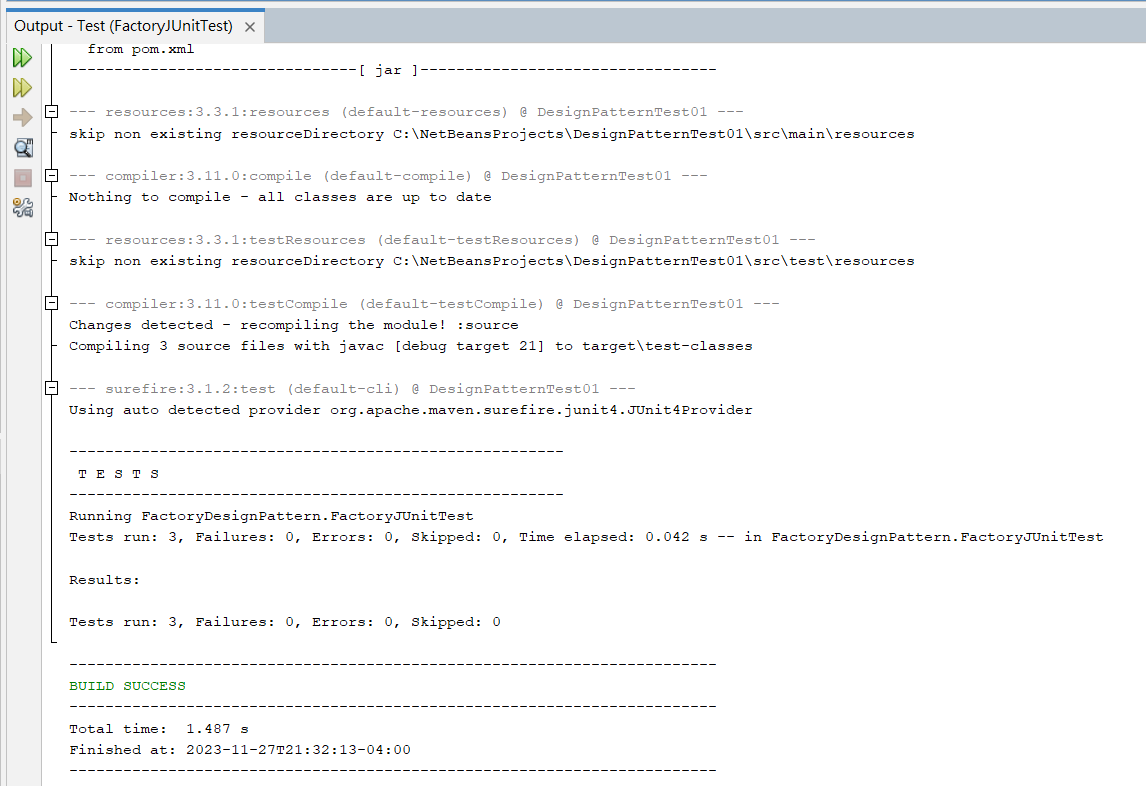 Output - Test (FactoryJUnitTest)
from pom.xml
--------------------------------[ jar ]---------------------------------
--- resources:3.3.1:resources (default-resources) @ DesignPatternTest01 ---
skip non existing resourceDirectory C:\NetBeansProjects\DesignPatternTest01\src\main\resources
--- compiler:3.11.0:compile (default-compile) @ DesignPatternTest01 ---
Nothing to compile - all classes are up to date
--- resources:3.3.1:testResources (default-testResources) @ DesignPatternTest01 ---
skip non existing resourceDirectory C:\NetBeansProjects\DesignPatternTest01\src\test\resources
--- compiler:3.11.0:testCompile (default-testCompile) @ DesignPatternTest01 ---
Changes detected - recompiling the module! :source
Compiling 3 source files with javac [debug target 21] to target\test-classes
--- surefire:3.1.2:test (default-cli) @ DesignPatternTest01 ---
Using auto detected provider org.apache.maven.surefire.junit4.JUnit4Provider
-------------------------------------------------------
T E S T S
-------------------------------------------------------
Running FactoryDesignPattern.FactoryJUnitTest
Tests run: 3, Failures: 0, Errors: 0, Skipped: 0, Time elapsed: 0.042 s -- in FactoryDesignPattern.FactoryJUnitTest
Results:
Tests run: 3, Failures: 0, Errors: 0, Skipped: 0
------------------------------------------------------------------------
BUILD SUCCESS
------------------------------------------------------------------------
Total time:  1.487 s
Finished at: 2023-11-27T21:32:13-04:00
------------------------------------------------------------------------